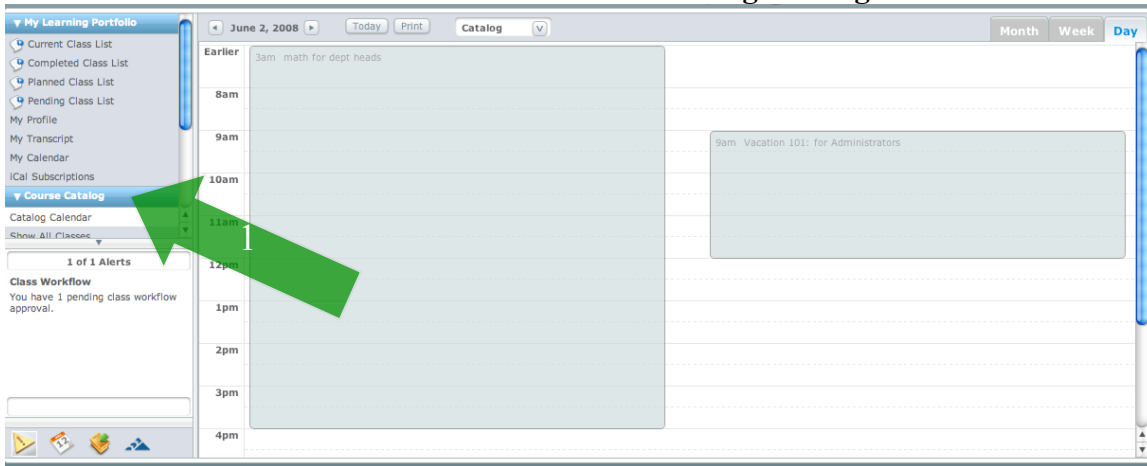 ▼ My Learning Portfolio
Current Class List
Completed Class List
Planned Class List
Pending Class List
My Profile
My Transcript
My Calendar
iCal Subscriptions
▼ Course Catalog
Catalog Calendar
Show All Classes
1 of 1 Alerts
Class Workflow
You have 1 pending class workflow
approval.
12
June 2, 2008 Today Print Catalog Month Week Day
Earlier
3am math for dept heads
8am
9am
9am Vacation 101: for Administrators
10am
11am
1
12pm
1pm
2pm
3pm
4pm